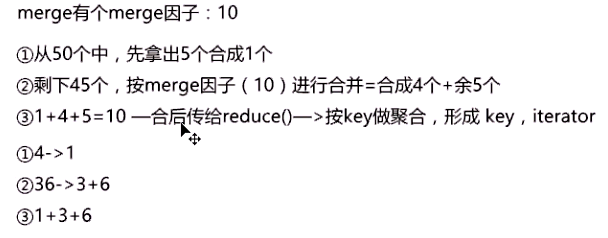 merge有个merge因子：10
①从50个中，先拿出5个合成1个
②剩下45个，按merge因子（10）进行合并=合成4个+余5个
③1+4+5=10 —合后传给reduce()—>按key做聚合，形成 key，iterator
①4->1
②36->3+6
③1+3+6